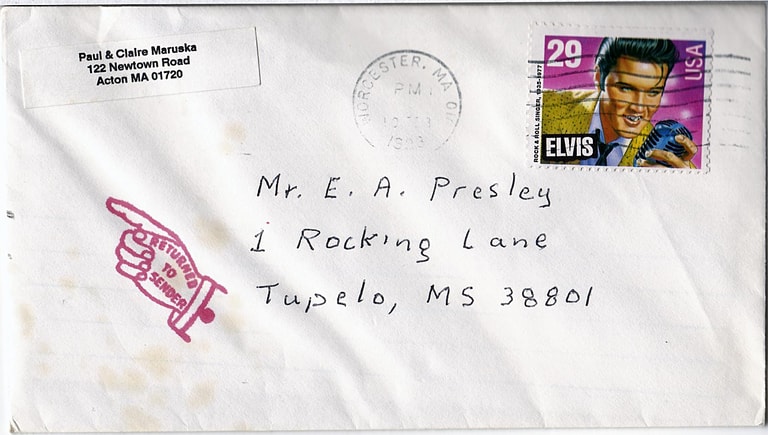 Paul & Claire Maruska
122 Newtown Road
Acton MA 01720
WORCESTER, MA
PM
1993
29
USA
ROCK & ROLL SINGER, 1935-1977
ELVIS
Mr. E. A. Presley
1 Rocking Lane
Tupelo, MS 38801
RETURNED
TO
SENDER